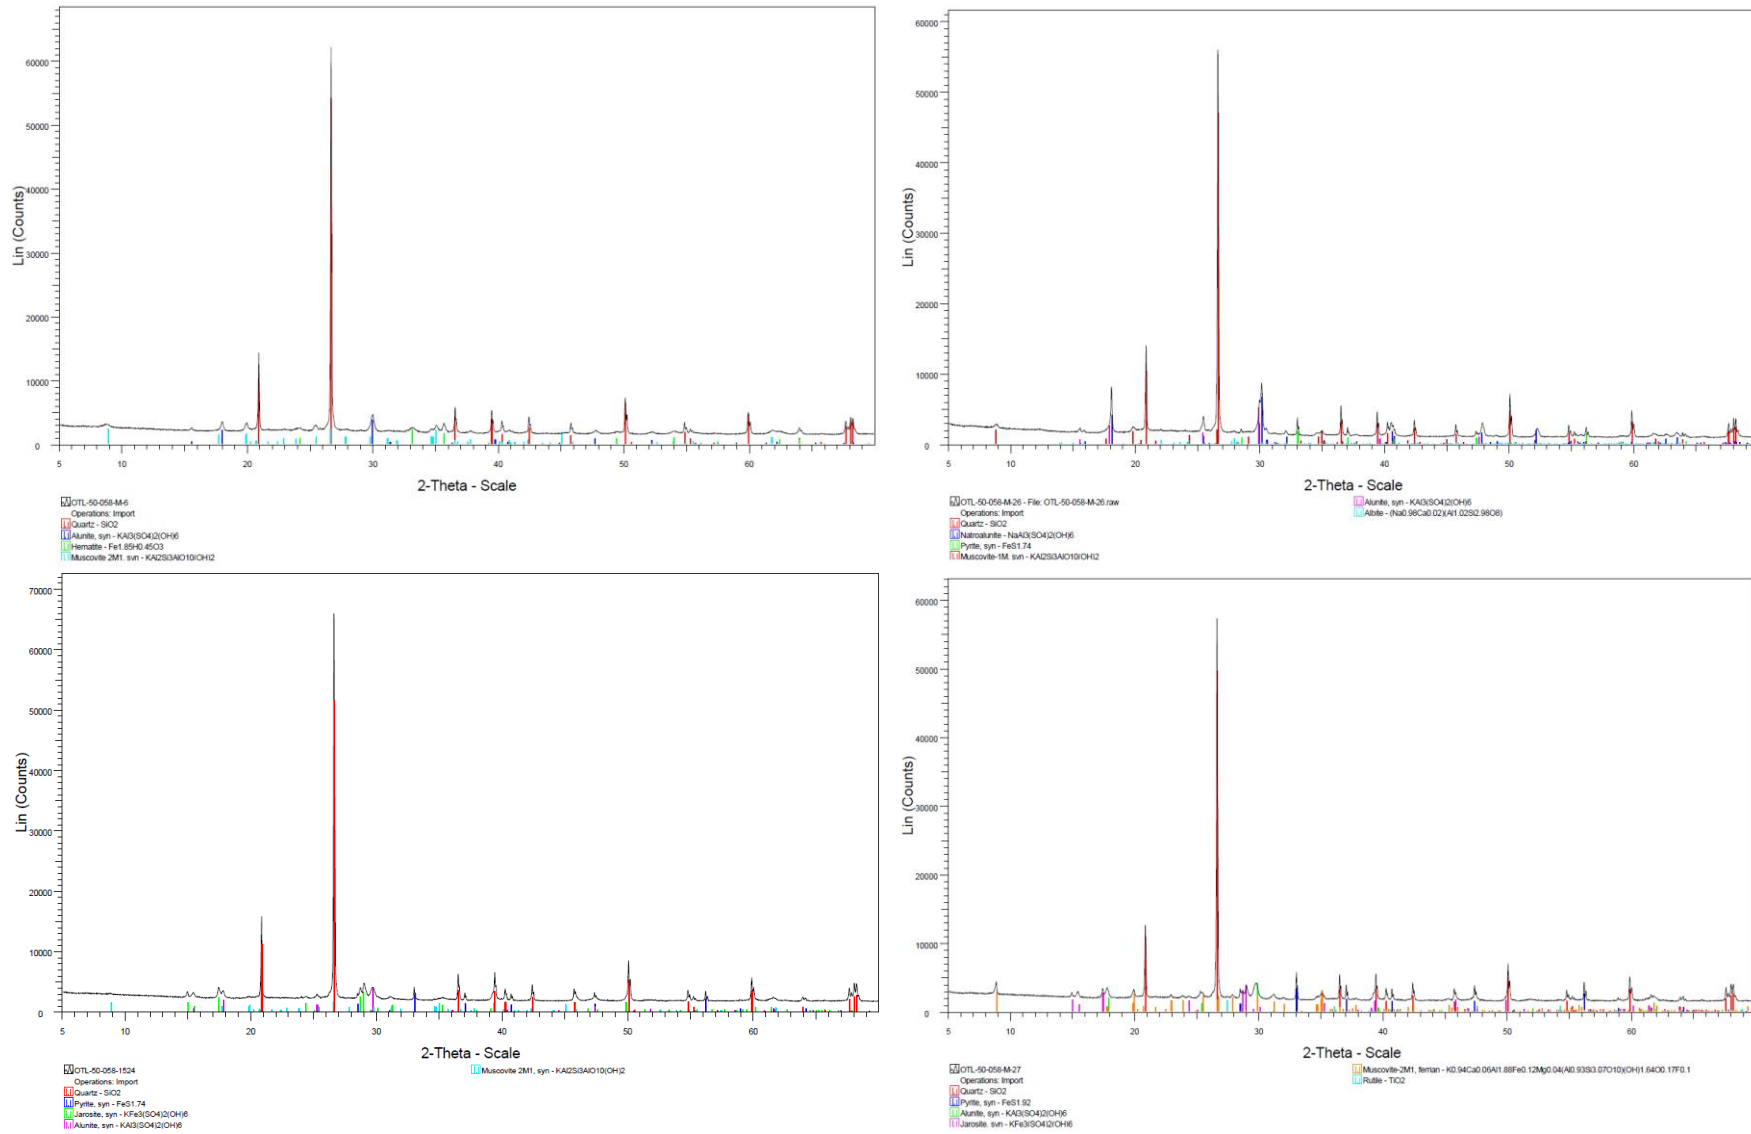 60000
50000
40000
30000
20000
10000
0
Lin (Counts)
5 10 20 30 40 50 60
2-Theta - Scale
OTL-50-058-M-6
Operations: Import
Quartz - SiO2
Alunite, syn - KAl3(SO4)2(OH)6
Hematite - Fe1.85H0.45O3
Muscovite 2M1, syn - KAl2Si3AlO10(OH)2
60000
50000
40000
30000
20000
10000
0
Lin (Counts)
5 10 20 30 40 50 60
2-Theta - Scale
OTL-50-058-M-26 - File: OTL-50-058-M-26.raw
Operations: Import
Quartz - SiO2
Natroalunite - NaAl3(SO4)2(OH)6
Pyrite, syn - FeS1.74
Muscovite-1M, syn - KAl2Si3AlO10(OH)2
Alunite, syn - KAl3(SO4)2(OH)6
Albite - (Na0.98Ca0.02)(Al1.02Si2.98O8)
70000
60000
50000
40000
30000
20000
10000
0
Lin (Counts)
5 10 20 30 40 50 60
2-Theta - Scale
OTL-50-058-1524
Operations: Import
Quartz - SiO2
Pyrite, syn - FeS1.74
Jarosite, syn - KFe3(SO4)2(OH)6
Alunite, syn - KAl3(SO4)2(OH)6
Muscovite 2M1, syn - KAl2Si3AlO10(OH)2
60000
50000
40000
30000
20000
10000
0
Lin (Counts)
5 10 20 30 40 50 60
2-Theta - Scale
OTL-50-058-M-27
Operations: Import
Quartz - SiO2
Pyrite, syn - FeS1.92
Alunite, syn - KAl3(SO4)2(OH)6
Jarosite, syn - KFe3(SO4)2(OH)6
Muscovite-2M1, ferrian - K0.94Ca0.06Al1.88Fe0.12Mg0.04(Al0.93Si3.07O10)(OH)1.64O0.17F0.1
Rutile - TiO2